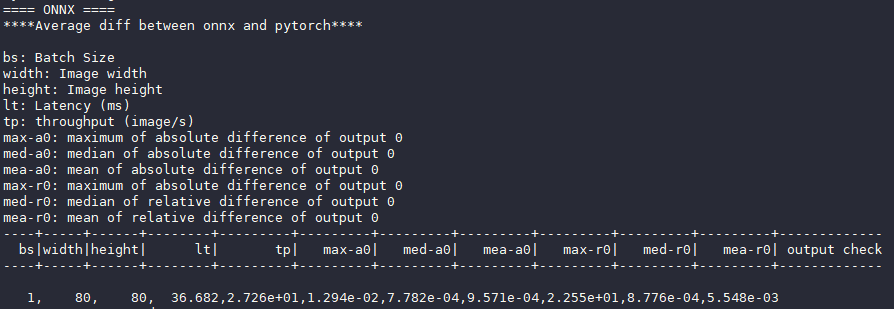 ==== ONNX ====
****Average diff between onnx and pytorch****
bs: Batch Size
width: Image width
height: Image height
lt: Latency (ms)
tp: throughput (image/s)
max-a0: maximum of absolute difference of output 0
med-a0: median of absolute difference of output 0
mea-a0: mean of absolute difference of output 0
max-r0: maximum of absolute difference of output 0
med-r0: median of relative difference of output 0
mea-r0: mean of relative difference of output 0
----+-----+------+--------+---------+---------+---------+---------+---------+---------+---------+-------------
  bs|width|height|      lt|       tp|   max-a0|   med-a0|   mea-a0|   max-r0|   med-r0|   mea-r0| output check
----+-----+------+--------+---------+---------+---------+---------+---------+---------+---------+-------------
   1,    80,    80,  36.682,2.726e+01,1.294e-02,7.782e-04,9.571e-04,2.255e+01,8.776e-04,5.548e-03